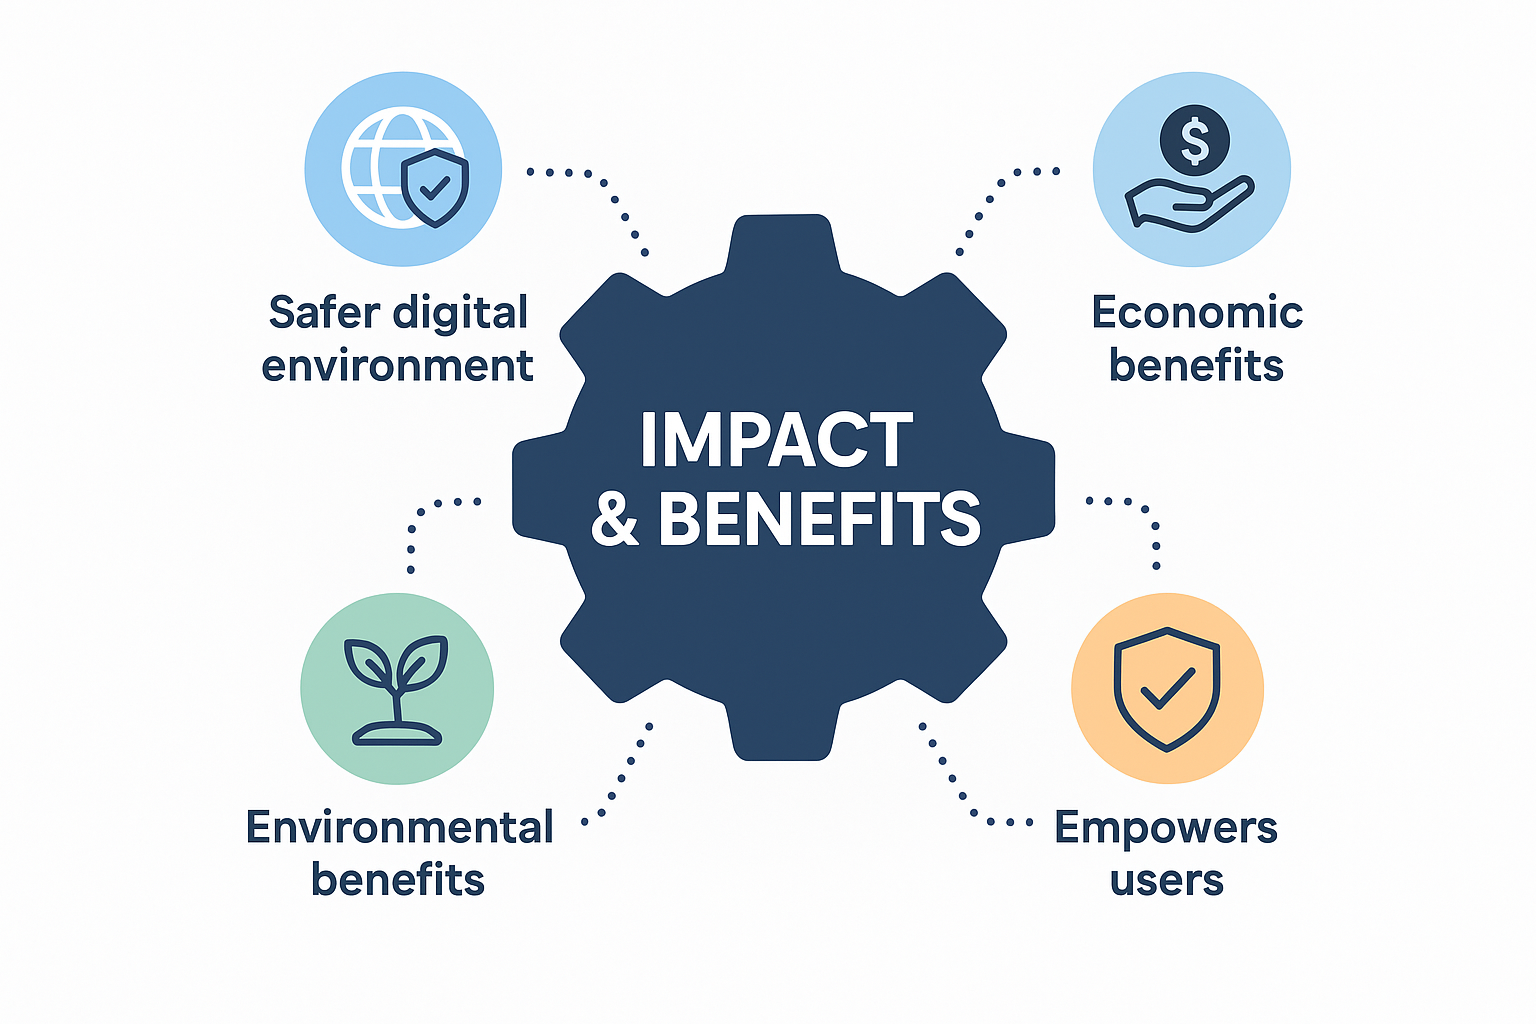 Safer digital
environment
Economic
benefits
IMPACT
& BENEFITS
Environmental
benefits
Empowers
users
$